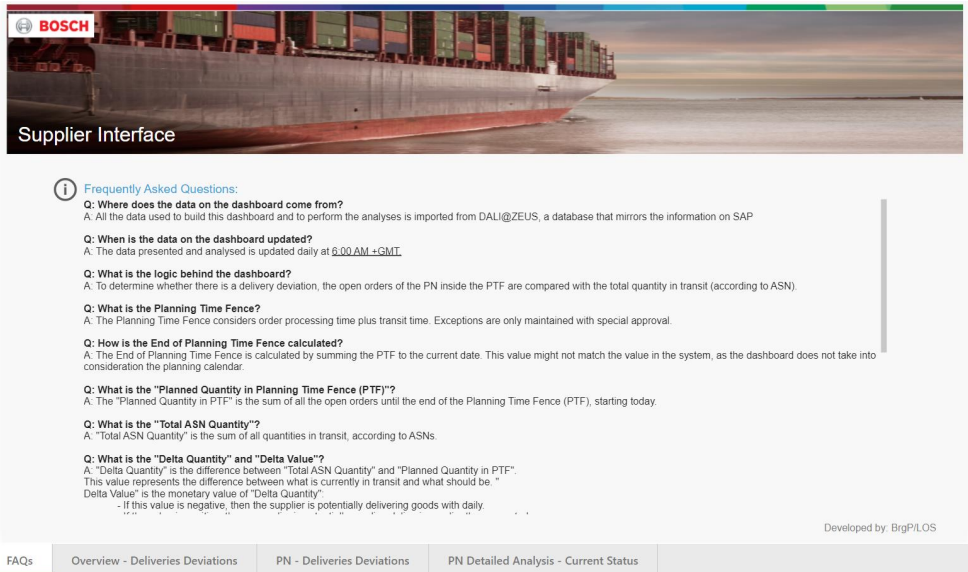 BOSCH
Supplier Interface
Frequently Asked Questions:
Q: Where does the data on the dashboard come from?
A: All the data used to build this dashboard and to perform the analyses is imported from DALI@ZEUS, a database that mirrors the information on SAP
Q: When is the data on the dashboard updated?
A: The data presented and analysed is updated daily at 6:00 AM +GMT.
Q: What is the logic behind the dashboard?
A: To determine whether there is a delivery deviation, the open orders of the PN inside the PTF are compared with the total quantity in transit (according to ASN).
Q: What is the Planning Time Fence?
A: The Planning Time Fence considers order processing time plus transit time. Exceptions are only maintained with special approval.
Q: How is the End of Planning Time Fence calculated?
A: The End of Planning Time Fence is calculated by summing the PTF to the current date. This value might not match the value in the system, as the dashboard does not take into
consideration the planning calendar.
Q: What is the "Planned Quantity in Planning Time Fence (PTF)"?
A: The "Planned Quantity in PTF" is the sum of all the open orders until the end of the Planning Time Fence (PTF), starting today.
Q: What is the "Total ASN Quantity"?
A: "Total ASN Quantity" is the sum of all quantities in transit, according to ASNs.
Q: What is the "Delta Quantity" and "Delta Value"?
A: "Delta Quantity" is the difference between "Total ASN Quantity" and "Planned Quantity in PTF".
This value represents the difference between what is currently in transit and what should be. "
Delta Value" is the monetary value of "Delta Quantity":
- If this value is negative, then the supplier is potentially delivering goods with daily.
Developed by: BrgP/LOS
FAQs
Overview - Deliveries Deviations
PN - Deliveries Deviations
PN Detailed Analysis - Current Status